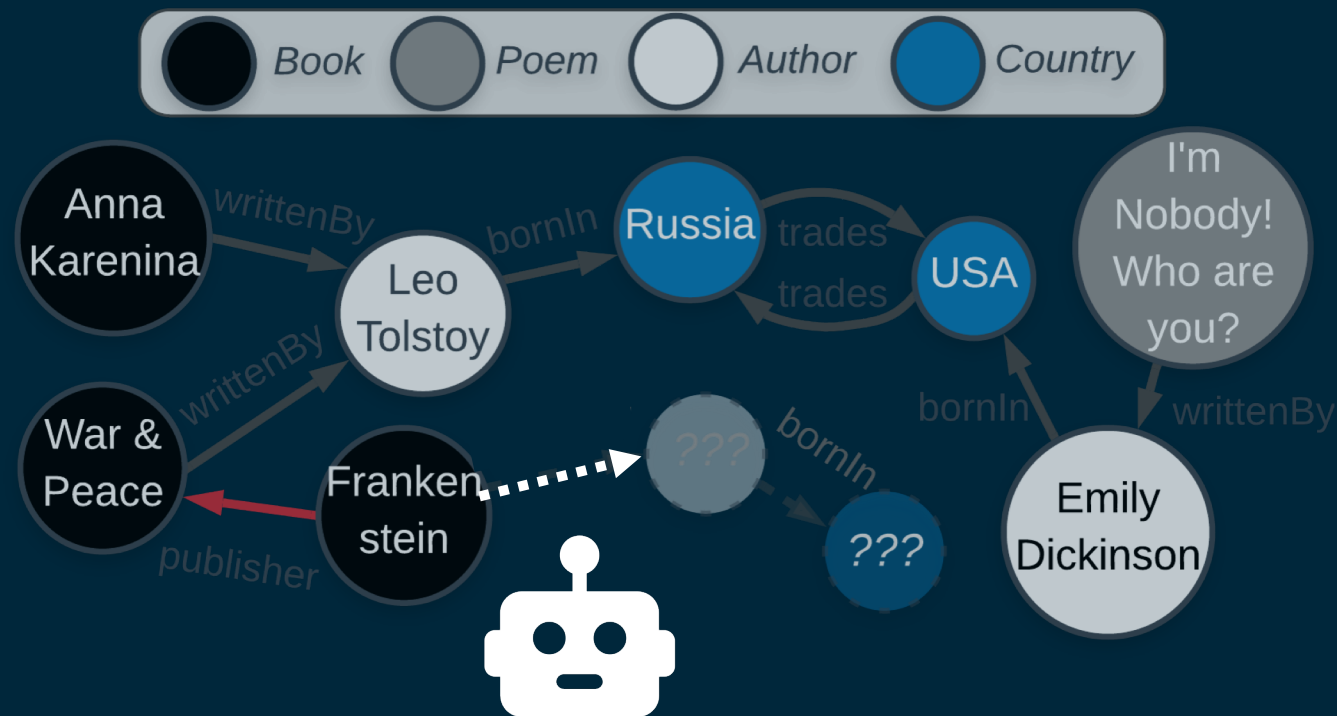 Book
Poem
Author
Country
Anna
Karenina
writtenBy
Leo
Tolstoy
bornIn
Russia
trades
trades
USA
I'm
Nobody!
Who are
you?
writtenBy
War &
Peace
publisher
Franken
stein
???
bornIn
???
bornIn
writtenBy
Emily
Dickinson